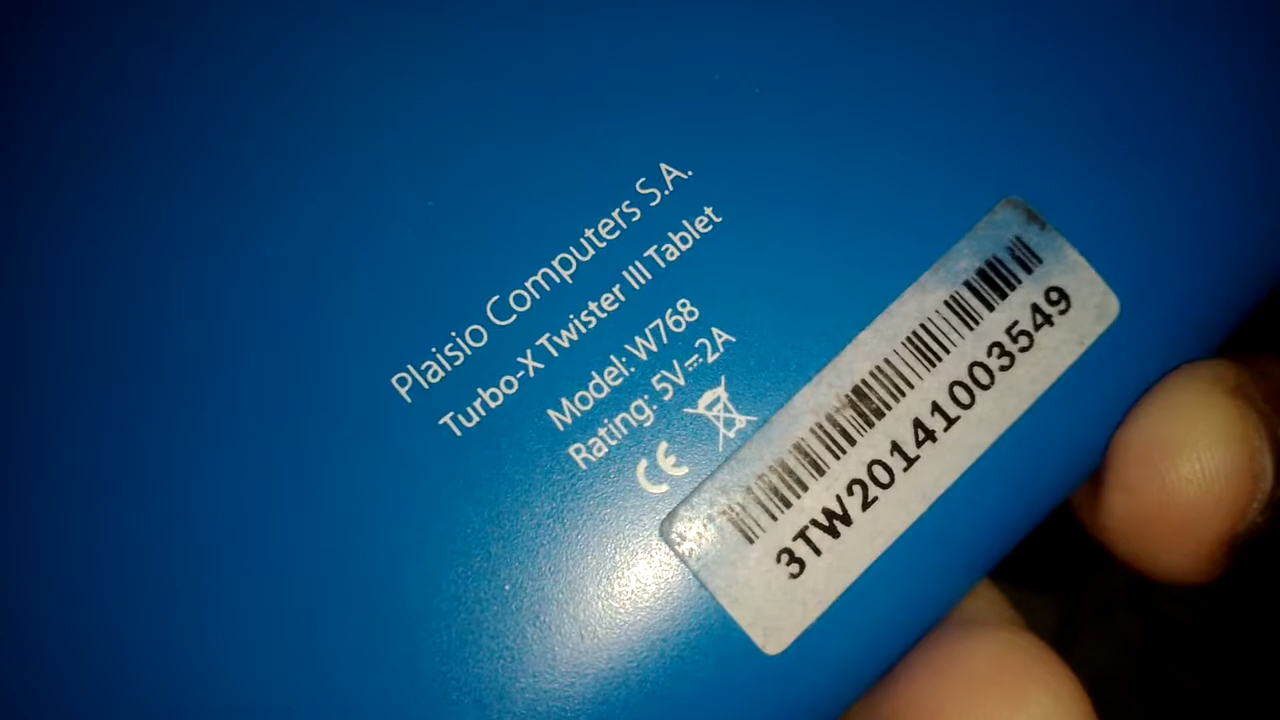 Plaisio Computers S.A.
Turbo-X Twister III Tablet
Model: W768
Rating: 5V⎓2A
CE
3TW20141003549